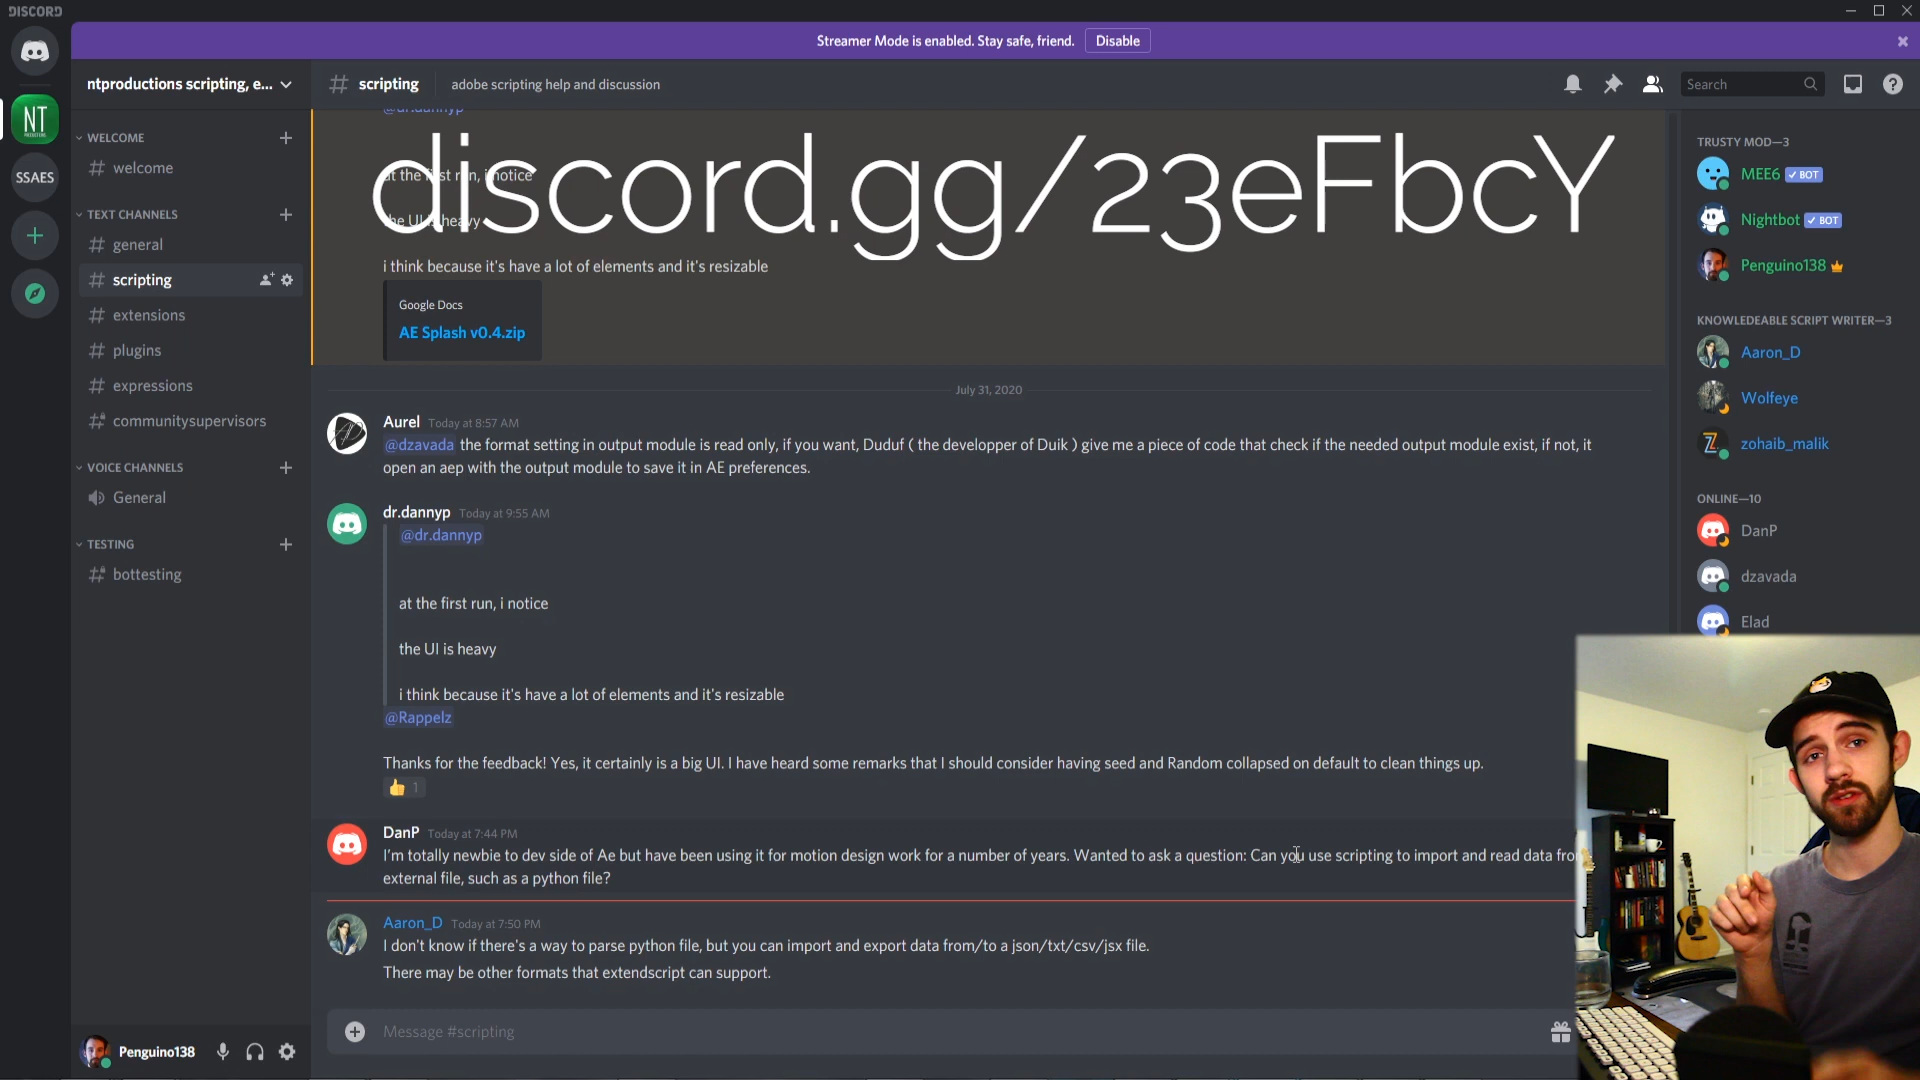 DISCORD
Streamer Mode is enabled. Stay safe, friend.
Disable
NT
SSAES
ntproductions scripting, e...
WELCOME
welcome
TEXT CHANNELS
general
scripting
extensions
plugins
expressions
communitysupervisors
VOICE CHANNELS
General
TESTING
bottesting
Penguino138
scripting
adobe scripting help and discussion
Search
@dr.dannyp
discord.gg/23eFbcY
at the first run, i notice
the UI is heavy
i think because it's have a lot of elements and it's resizable
Google Docs
AE Splash v0.4.zip
July 31, 2020
Aurel Today at 8:57 AM
@dzavada the format setting in output module is read only, if you want, Duduf ( the developper of Duik ) give me a piece of code that check if the needed output module exist, if not, it
open an aep with the output module to save it in AE preferences.
dr.dannyp Today at 9:55 AM
@dr.dannyp
at the first run, i notice
the UI is heavy
i think because it's have a lot of elements and it's resizable
@Rappelz
Thanks for the feedback! Yes, it certainly is a big UI. I have heard some remarks that I should consider having seed and Random collapsed on default to clean things up.
1
DanP Today at 7:44 PM
I'm totally newbie to dev side of Ae but have been using it for motion design work for a number of years. Wanted to ask a question: Can you use scripting to import and read data
external file, such as a python file?
Aaron_D Today at 7:50 PM
I don't know if there's a way to parse python file, but you can import and export data from/to a json/txt/csv/jsx file.
There may be other formats that extendscript can support.
Message #scripting
TRUSTY MOD—3
MEE6 BOT
Nightbot BOT
Penguino138
KNOWLEDEABLE SCRIPT WRITER—3
Aaron_D
Wolfeye
zohaib_malik
ONLINE—10
DanP
dzavada
Elad